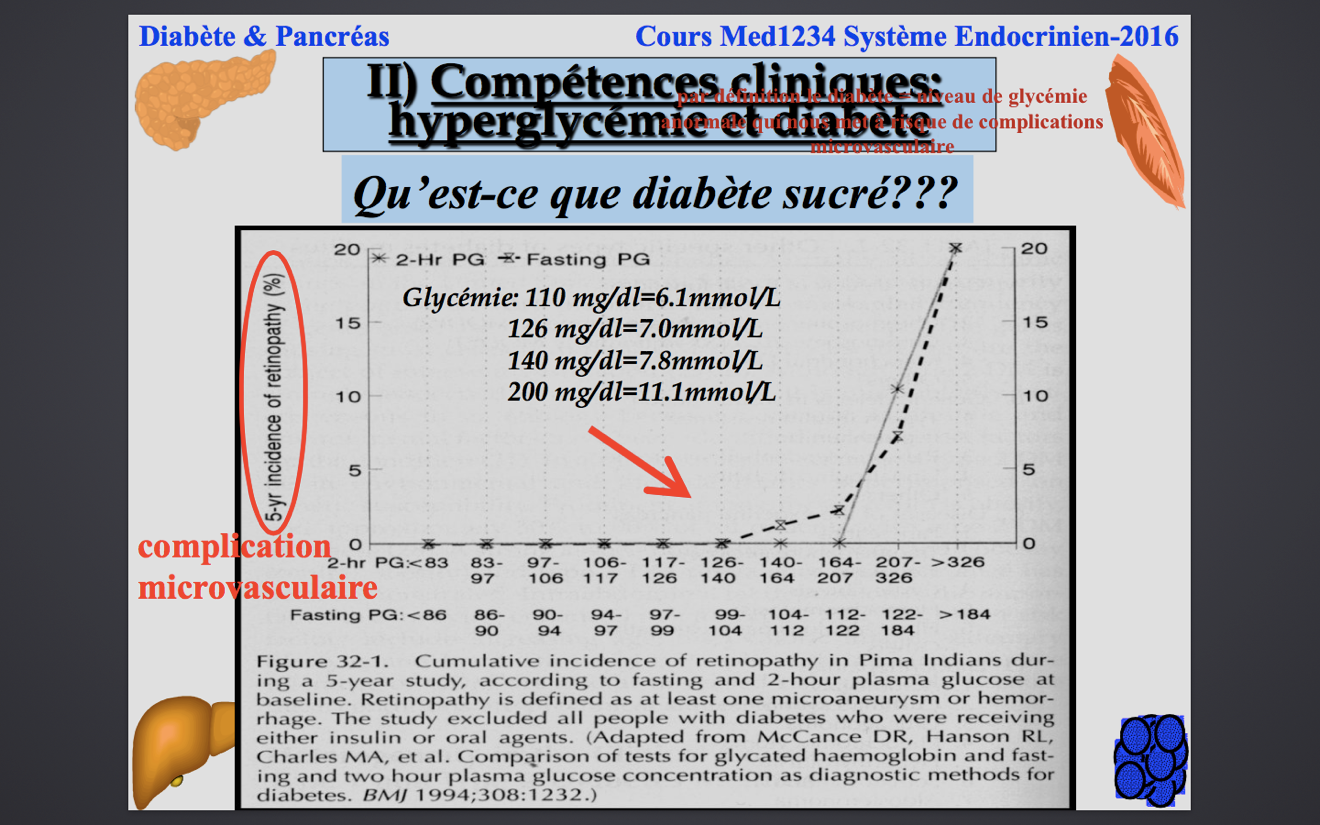 Diabète & Pancréas
Cours Med1234 Système Endocrinien-2016
II) Compétences cliniques:
hyperglycémie et diabète
par définition le diabète = niveau de glycémie
anormale qui nous met à risque de complications
microvasculaire
Qu'est-ce que diabète sucré???
20 2-Hr PG Fasting PG 20
5-yr incidence of retinopathy (%)
Glycémie: 110 mg/dl=6.1mmol/L
15 126 mg/dl=7.0mmol/L 15
140 mg/dl=7.8mmol/L
10 200 mg/dl=11.1mmol/L 10
5 5
0 0
complication
microvasculaire
2-hr PG:<83 83- 97- 106- 117- 126- 140- 164- 207- >326
97 106 117 126 140 164 207 326
Fasting PG:<86 86- 90- 94- 97- 99- 104- 112- 122- >184
90 94 97 99 104 112 122 184
Figure 32-1. Cumulative incidence of retinopathy in Pima Indians dur-
ing a 5-year study, according to fasting and 2-hour plasma glucose at
baseline. Retinopathy is defined as at least one microaneurysm or hemor-
rhage. The study excluded all people with diabetes who were receiving
either insulin or oral agents. (Adapted from McCance DR, Hanson RL,
Charles MA, et al. Comparison of tests for glycated haemoglobin and fast-
ing and two hour plasma glucose concentration as diagnostic methods for
diabetes. BMJ 1994;308:1232.)